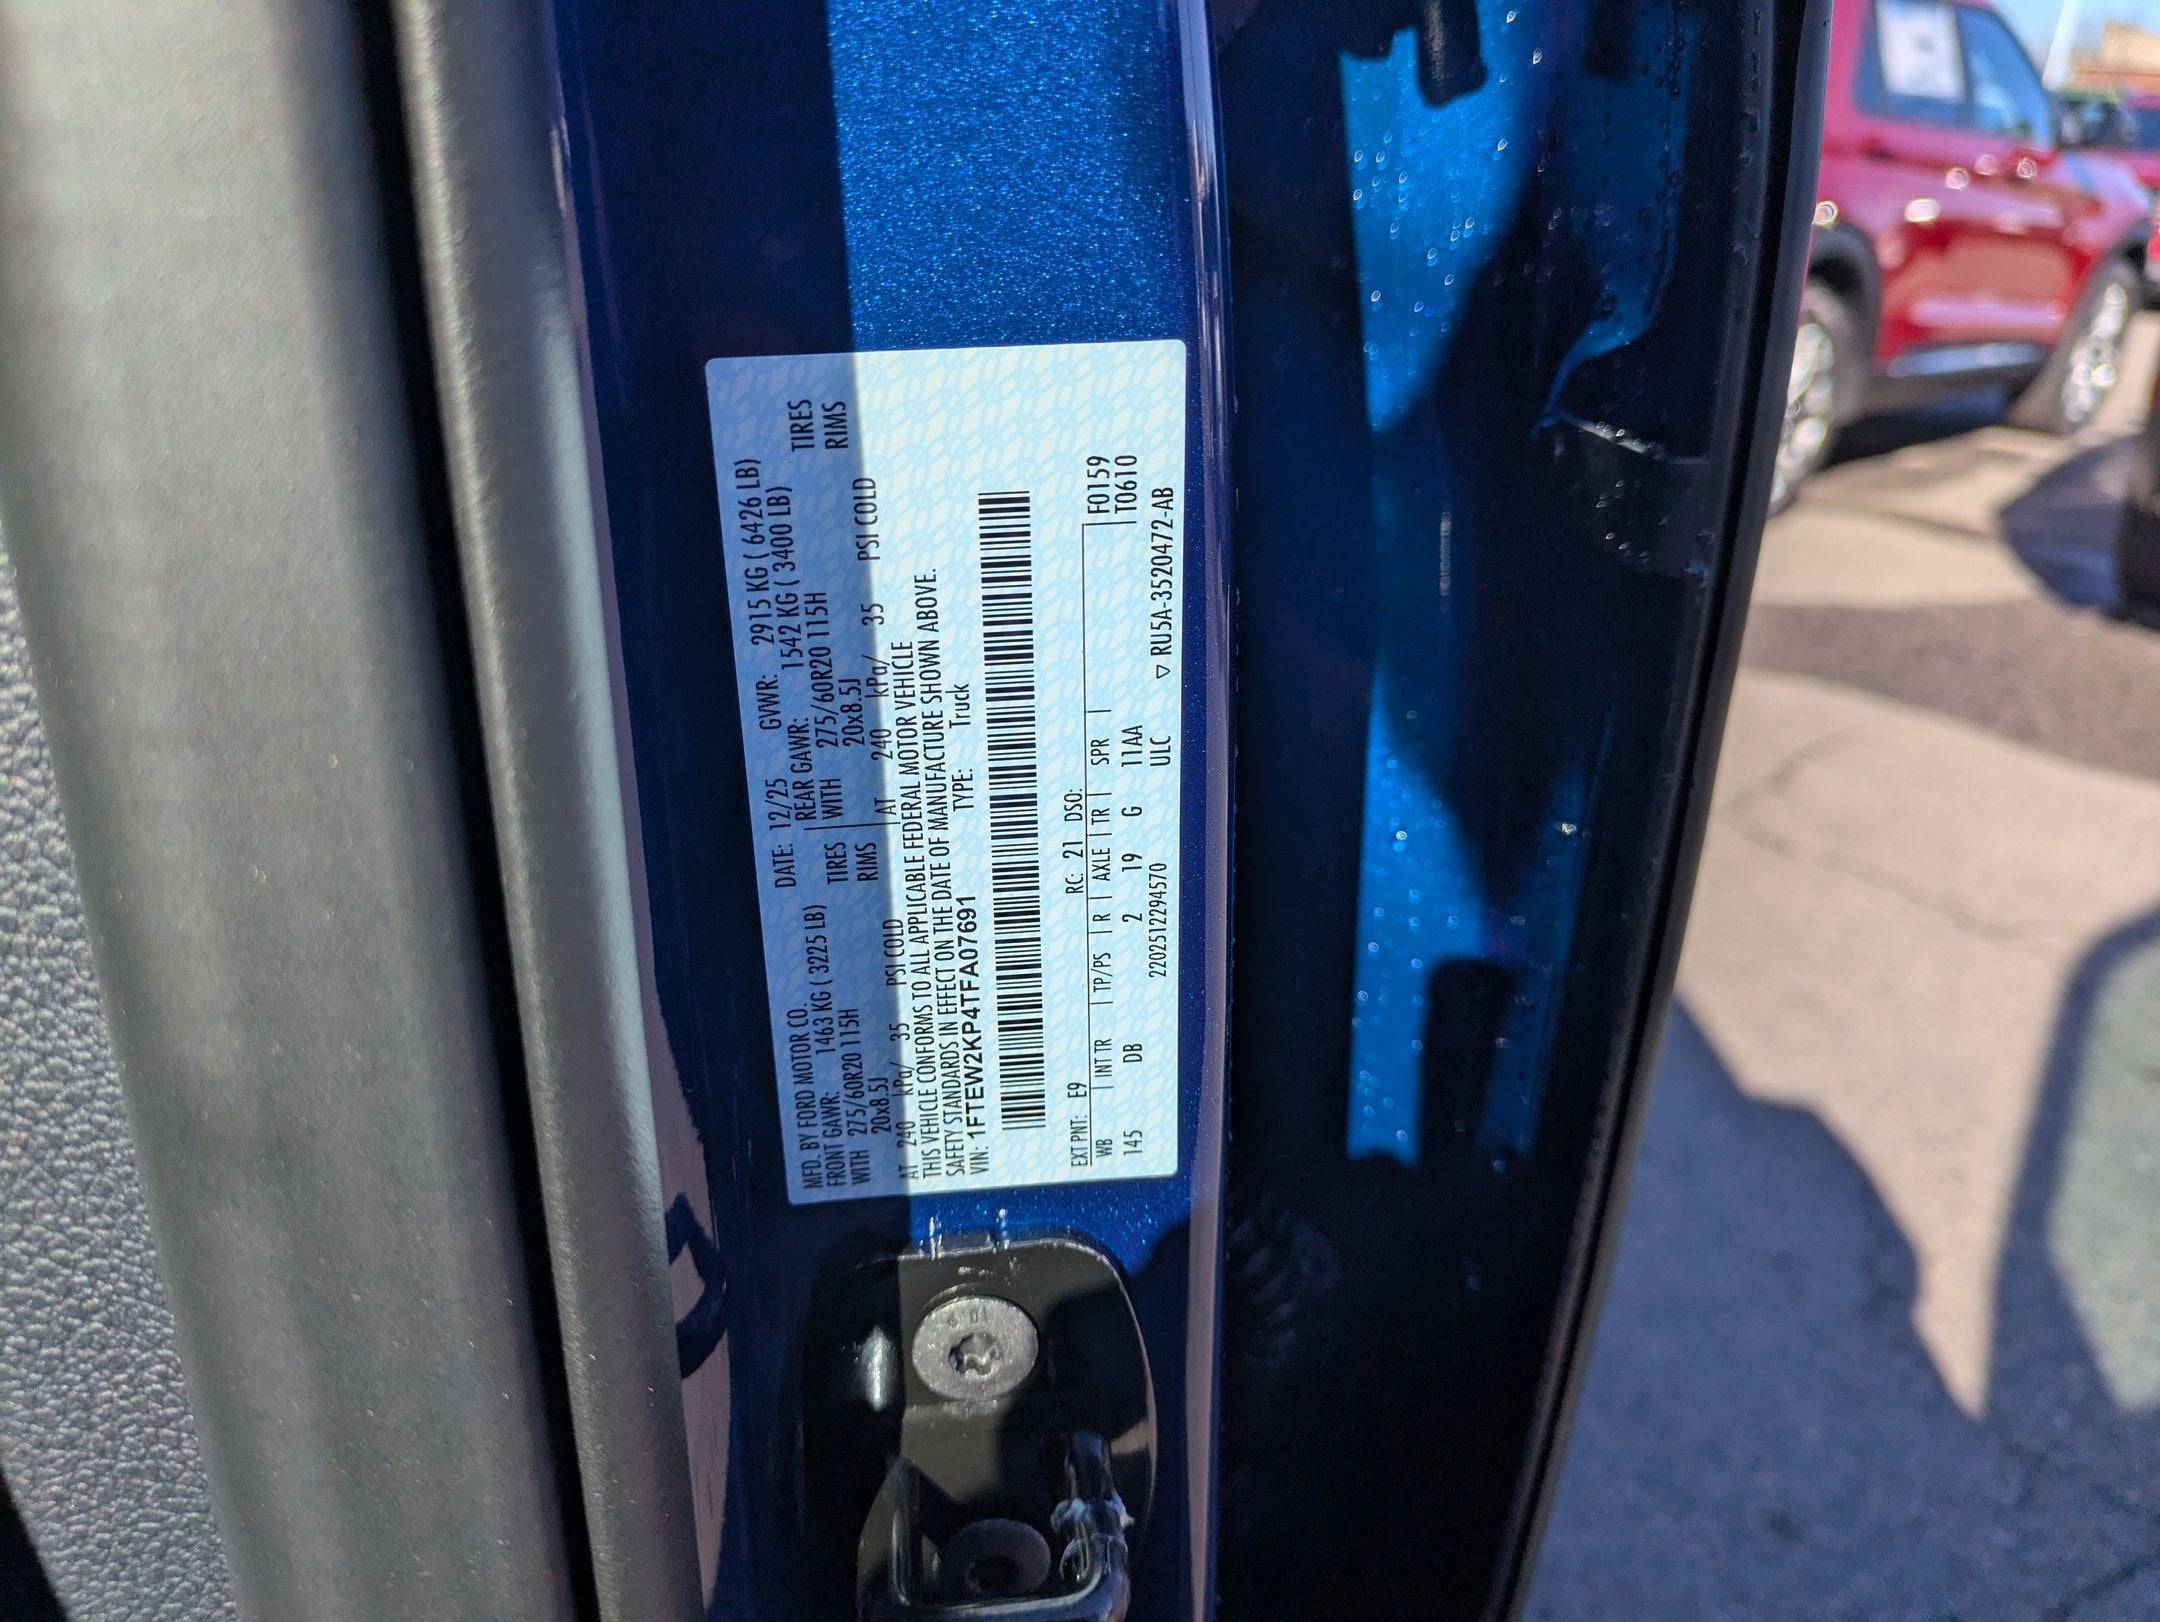 MFD. BY FORD MOTOR CO. DATE: 12/25 GVWR: 2915 KG ( 6426 LB)
FRONT GAWR: 1463 KG ( 3225 LB) REAR GAWR: 1542 KG ( 3400 LB)
WITH 275/60R20 115H TIRES WITH 275/60R20 115H TIRES
20x8.5J RIMS 20x8.5J RIMS
AT 240 kPa/ 35 PSI COLD AT 240 kPa/ 35 PSI COLD
THIS VEHICLE CONFORMS TO ALL APPLICABLE FEDERAL MOTOR VEHICLE
SAFETY STANDARDS IN EFFECT ON THE DATE OF MANUFACTURE SHOWN ABOVE.
VIN: 1FTEW2KP4TFA07691 TYPE: Truck
EXT PNT: E9 RC: 21 DSO: F0159
WB | INT TR | TP/PS | R | AXLE | TR | SPR | T0610
145 DB 2 19 G 11AA
2202512294570 ULC ▽ RU5A-3520472-AB